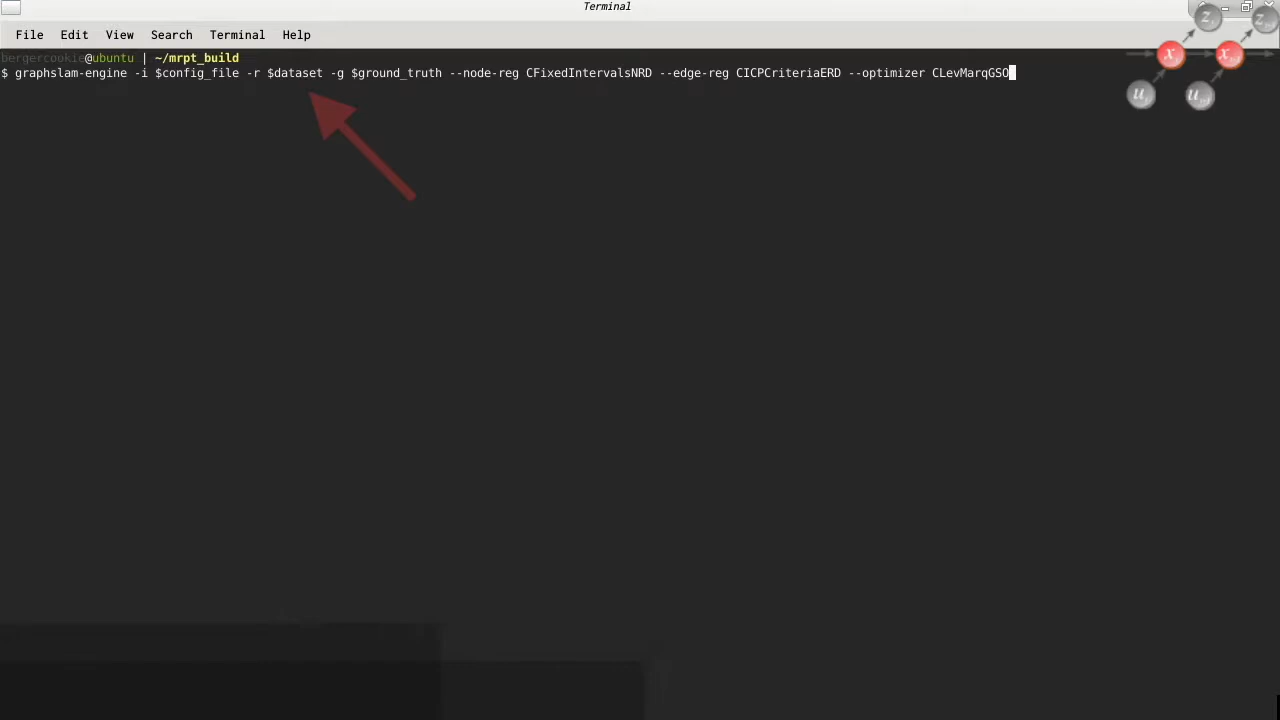 Terminal
File Edit View Search Terminal Help
bergercookie@ubuntu | ~/mrpt_build
$ graphslam-engine -i $config_file -r $dataset -g $ground_truth --node-reg CFixedIntervalsNRD --edge-reg CICPCriteriaERD --optimizer CLevMarqGSO
z
z
x
x
u
u